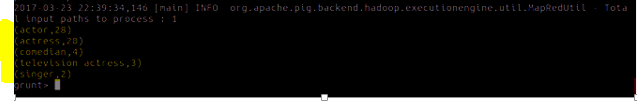 2017-03-23 22:39:34,146 [main] INFO  org.apache.pig.backend.hadoop.executionengine.util.MapRedUtil - Tota
l input paths to process : 1
(actor,28)
(actress,20)
(comedian,4)
(television actress,3)
(singer,2)
grunt>